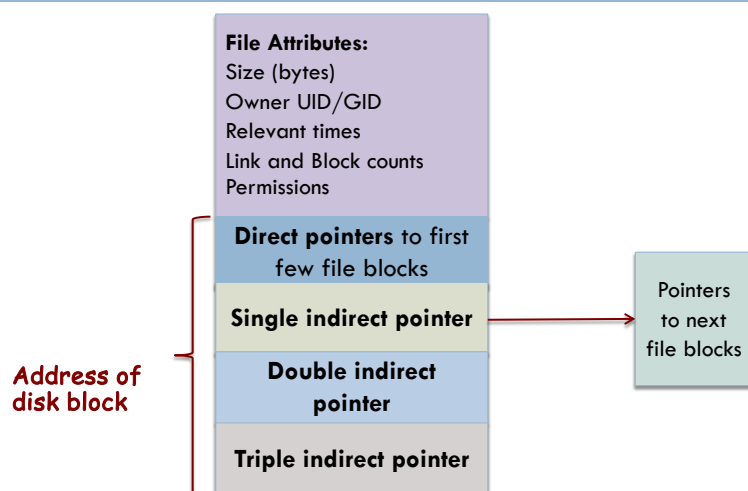 File Attributes:
Size (bytes)
Owner UID/GID
Relevant times
Link and Block counts
Permissions
Direct pointers to first
few file blocks
Single indirect pointer
Pointers
to next
file blocks
Double indirect
pointer
Address of
disk block
Triple indirect pointer